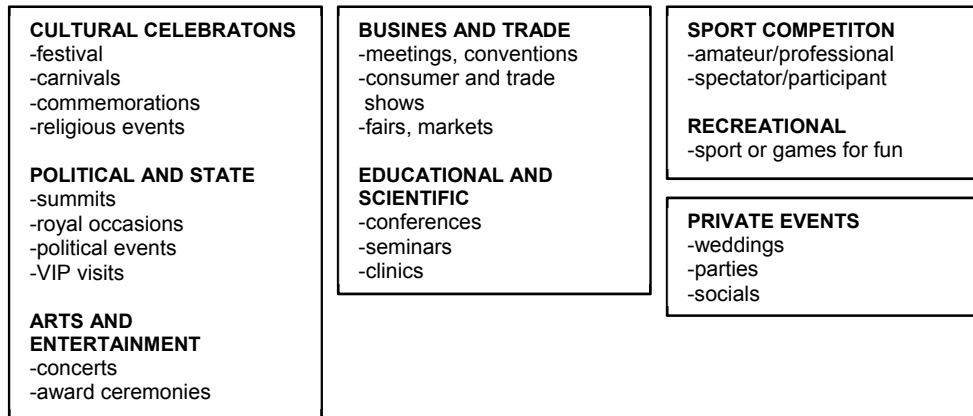 CULTURAL CELEBRATONS
-festival
-carnivals
-commemorations
-religious events
POLITICAL AND STATE
-summits
-royal occasions
-political events
-VIP visits
ARTS AND
ENTERTAINMENT
-concerts
-award ceremonies
BUSINES AND TRADE
-meetings, conventions
-consumer and trade
shows
-fairs, markets
EDUCATIONAL AND
SCIENTIFIC
-conferences
-seminars
-clinics
SPORT COMPETITON
-amateur/professional
-spectator/participant
RECREATIONAL
-sport or games for fun
PRIVATE EVENTS
-weddings
-parties
-socials